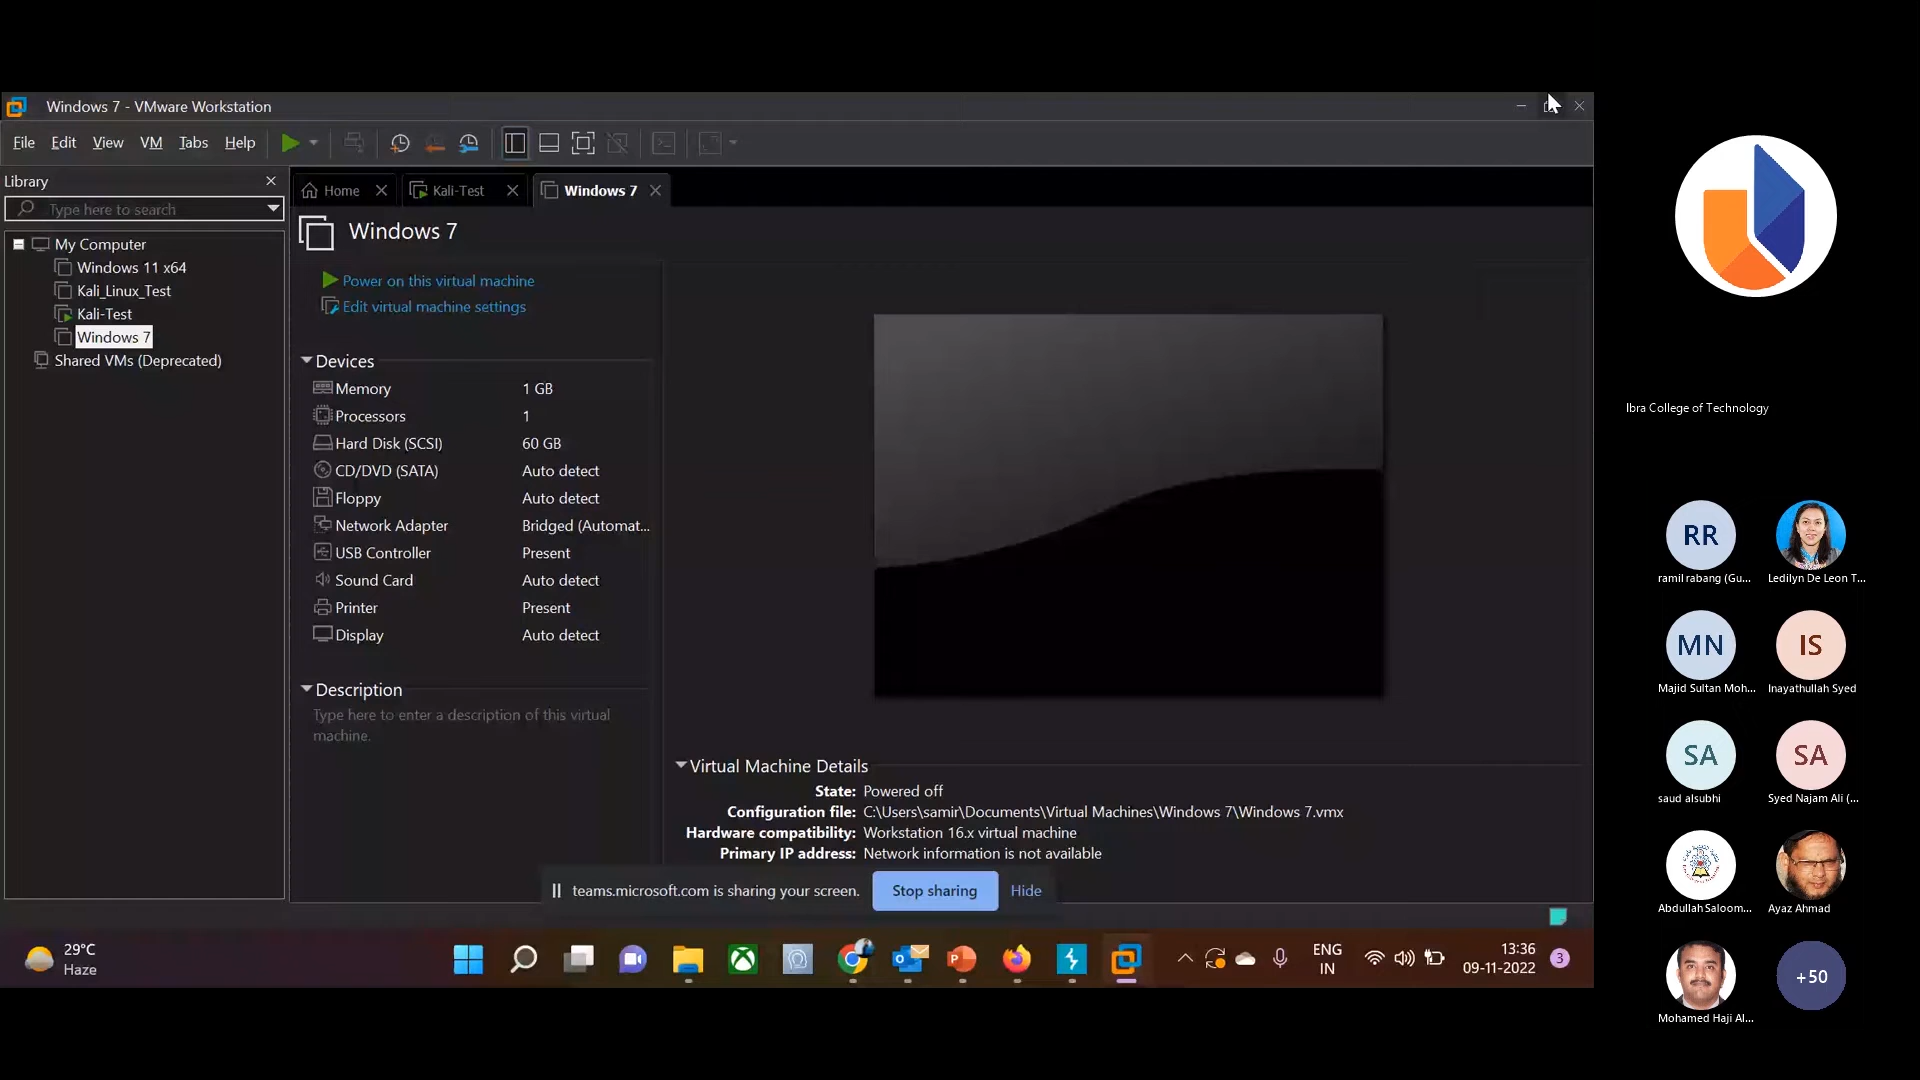 Windows 7 - VMware Workstation
File Edit View VM Tabs Help
Library
Type here to search
My Computer
Windows 11 x64
Kali_Linux_Test
Kali-Test
Windows 7
Shared VMs (Deprecated)
Home Kali-Test Windows 7
Windows 7
Power on this virtual machine
Edit virtual machine settings
Devices
Memory 1 GB
Processors 1
Hard Disk (SCSI) 60 GB
CD/DVD (SATA) Auto detect
Floppy Auto detect
Network Adapter Bridged (Automat...
USB Controller Present
Sound Card Auto detect
Printer Present
Display Auto detect
Description
Type here to enter a description of this virtual
machine.
Virtual Machine Details
State: Powered off
Configuration file: C:\Users\samir\Documents\Virtual Machines\Windows 7\Windows 7.vmx
Hardware compatibility: Workstation 16.x virtual machine
Primary IP address: Network information is not available
teams.microsoft.com is sharing your screen. Stop sharing Hide
29°C
Haze
ENG
IN
13:36
09-11-2022
3
Ibra College of Technology
RR
ramil rabang (Gu... Ledilyn De Leon T...
MN IS
Majid Sultan Moh... Inayathullah Syed
SA SA
saud alsubhi Syed Najam Ali (...
Abdullah Saloom... Ayaz Ahmad
+50
Mohamed Haji Al...